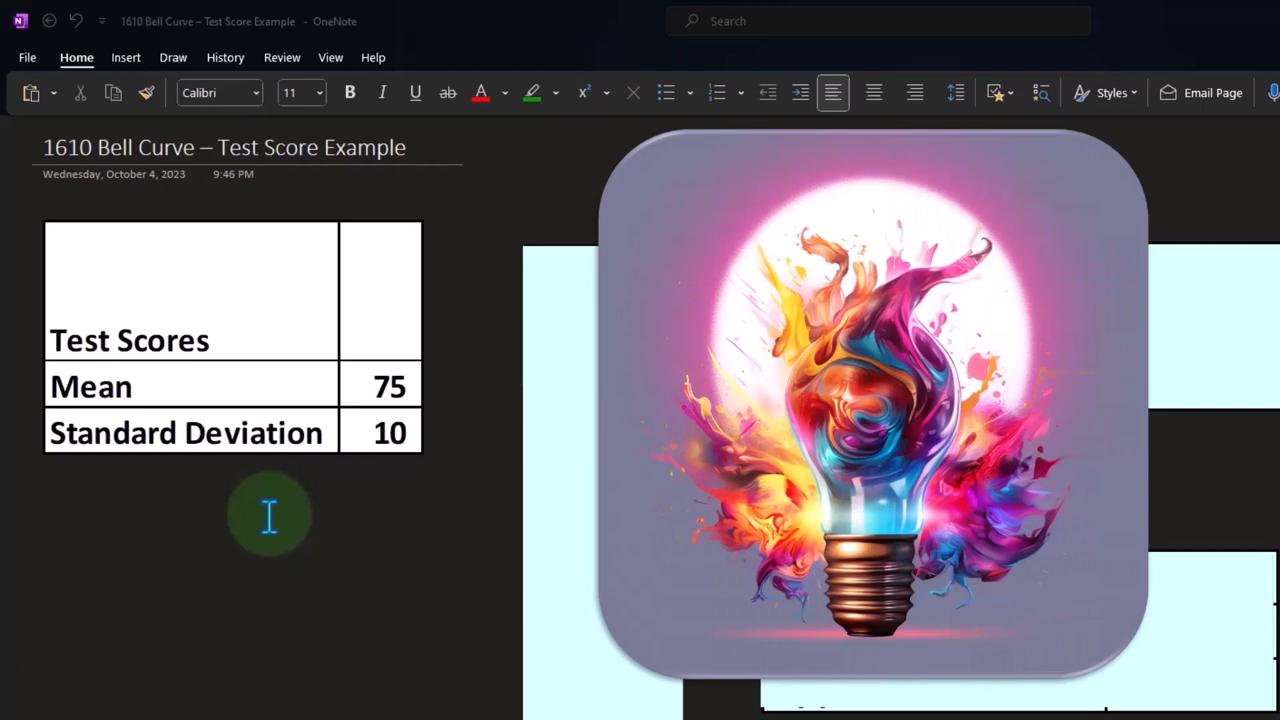 1610 Bell Curve – Test Score Example - OneNote
Search
File Home Insert Draw History Review View Help
Calibri 11 B I U ab A x² Styles Email Page
1610 Bell Curve – Test Score Example
Wednesday, October 4, 2023 9:46 PM
Test Scores
Mean 75
Standard Deviation 10